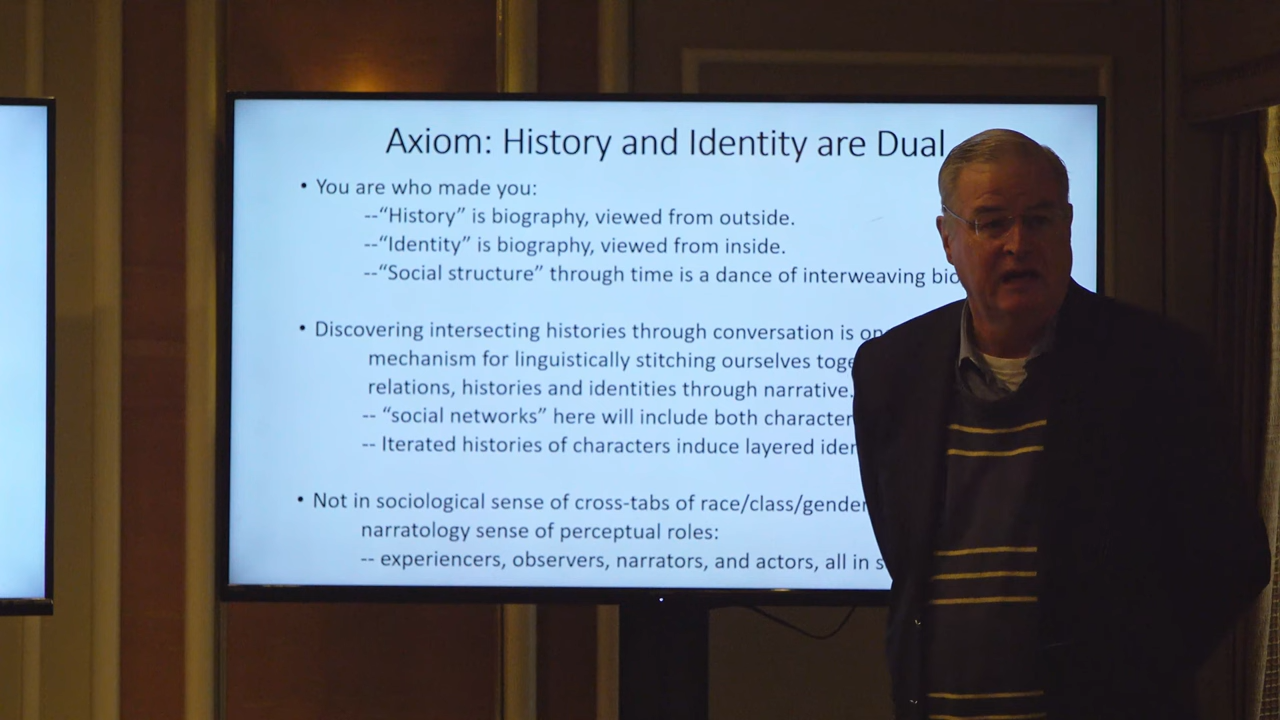 Axiom: History and Identity are Dual
• You are who made you:
--“History” is biography, viewed from outside.
--“Identity” is biography, viewed from inside.
--“Social structure” through time is a dance of interweaving
• Discovering intersecting histories through conversation is
mechanism for linguistically stitching ourselves
relations, histories and identities through narrative.
-- “social networks” here will include both
-- Iterated histories of characters induce layered
• Not in sociological sense of cross-tabs of race/class/gender
narratology sense of perceptual roles:
-- experiencers, observers, narrators, and actors, all in